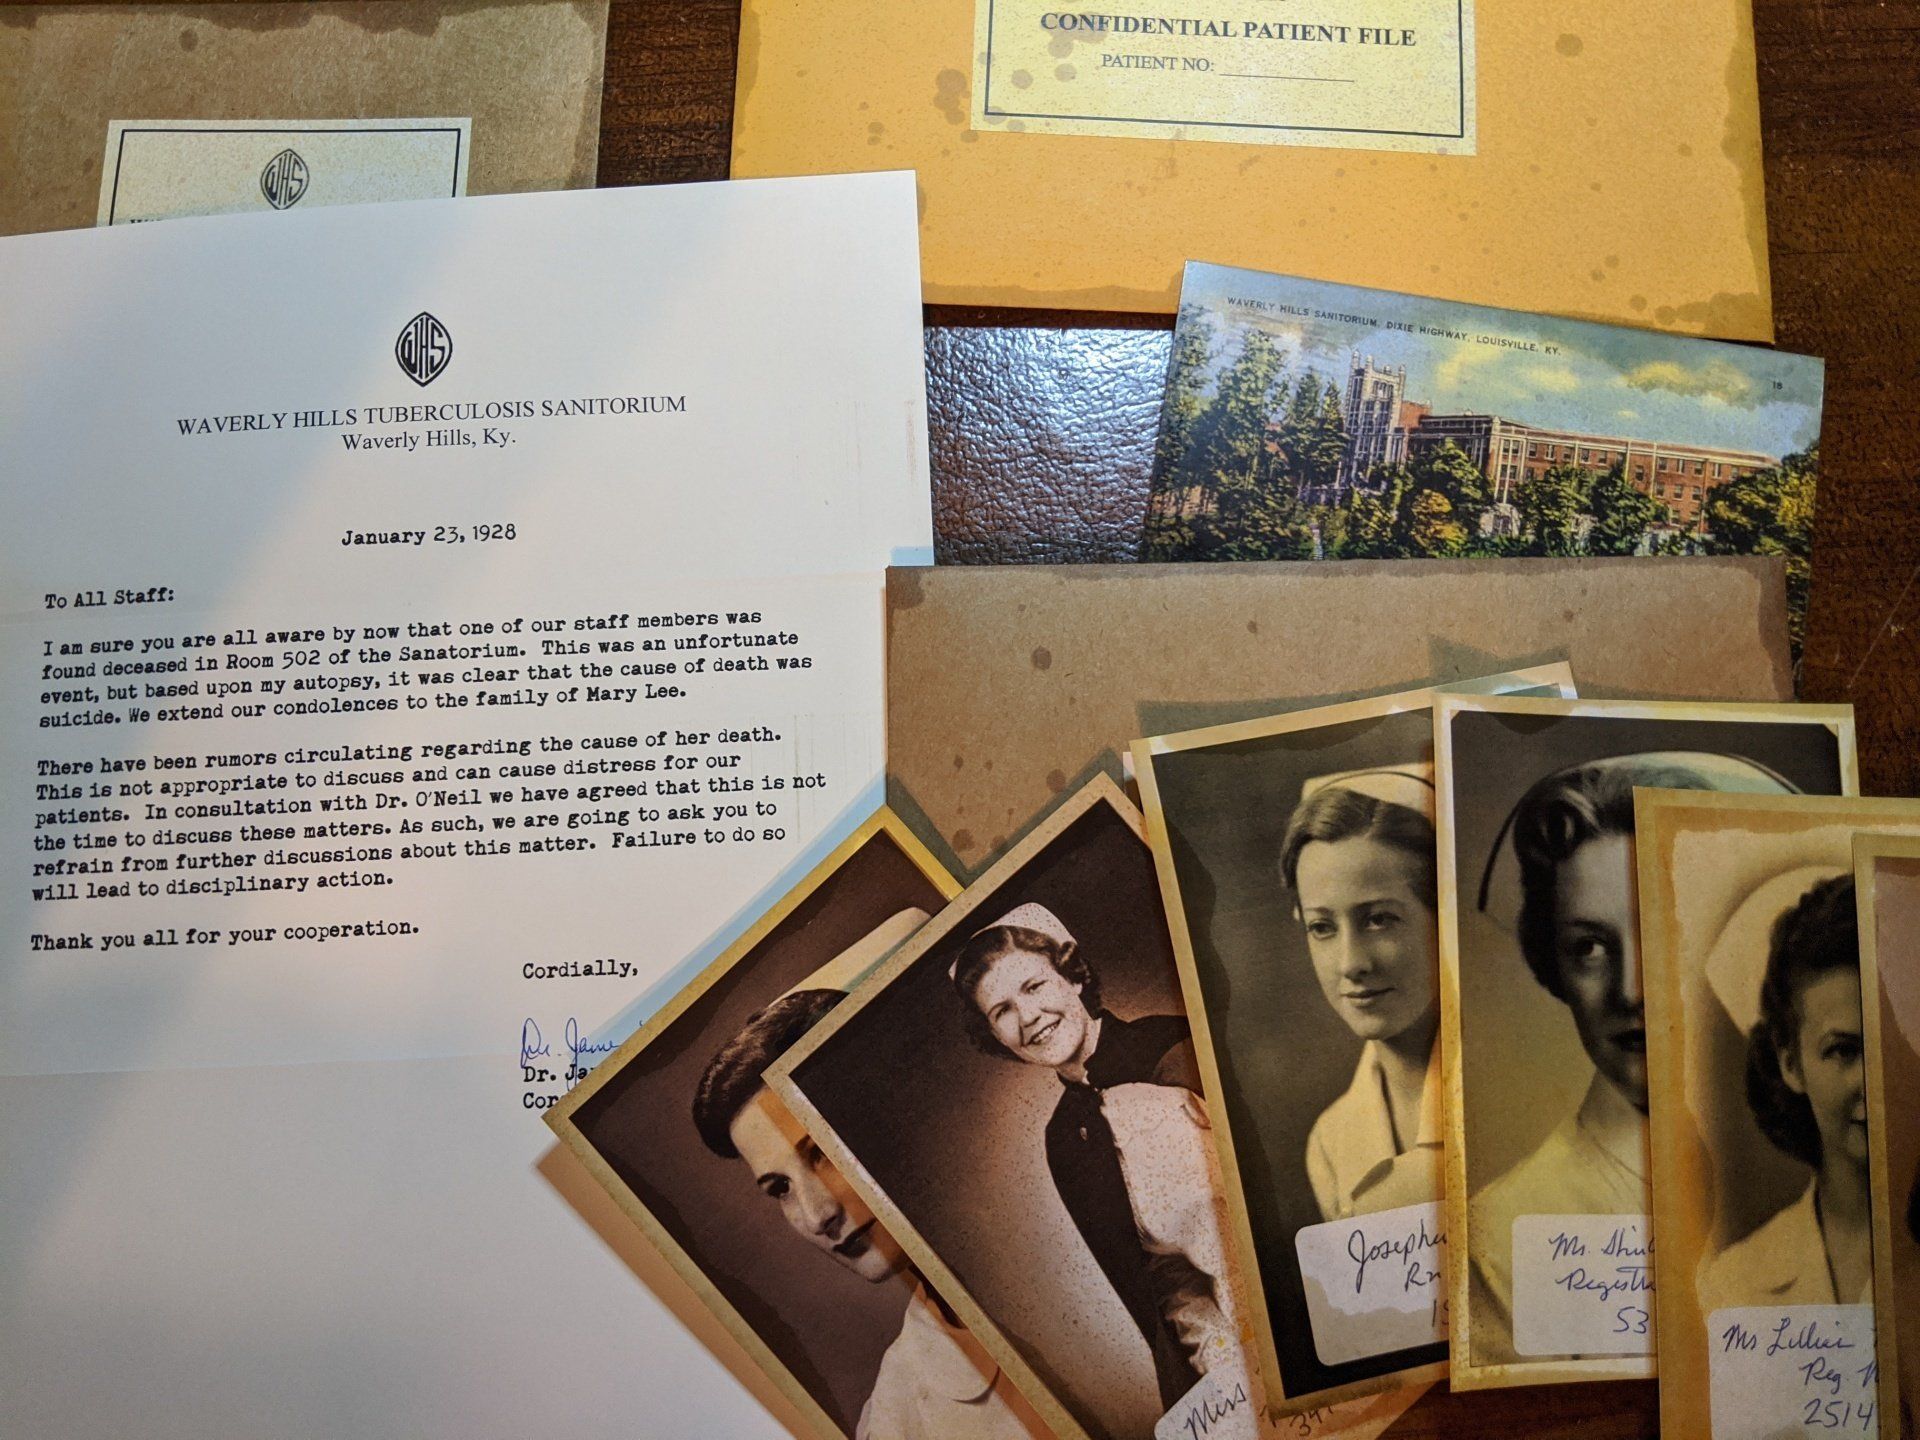 CONFIDENTIAL PATIENT FILE
PATIENT NO:
WHS
WHS
WAVERLY HILLS TUBERCULOSIS SANITORIUM
Waverly Hills, Ky.
January 23, 1928
To All Staff:
I am sure you are all aware by now that one of our staff members was
found deceased in Room 502 of the Sanatorium. This was an unfortunate
event, but based upon my autopsy, it was clear that the cause of death was
suicide. We extend our condolences to the family of Mary Lee.
There have been rumors circulating regarding the cause of her death.
This is not appropriate to discuss and can cause distress for our
patients. In consultation with Dr. O'Neil we have agreed that this is not
the time to discuss these matters. As such, we are going to ask you to
refrain from further discussions about this matter. Failure to do so
will lead to disciplinary action.
Thank you all for your cooperation.
Cordially,
Dr.
Dr.
WAVERLY HILLS SANITORIUM, DIXIE HIGHWAY, LOUISVILLE, KY.
18
Miss
Ms.
53
Ms Lillian
Reg.
2514